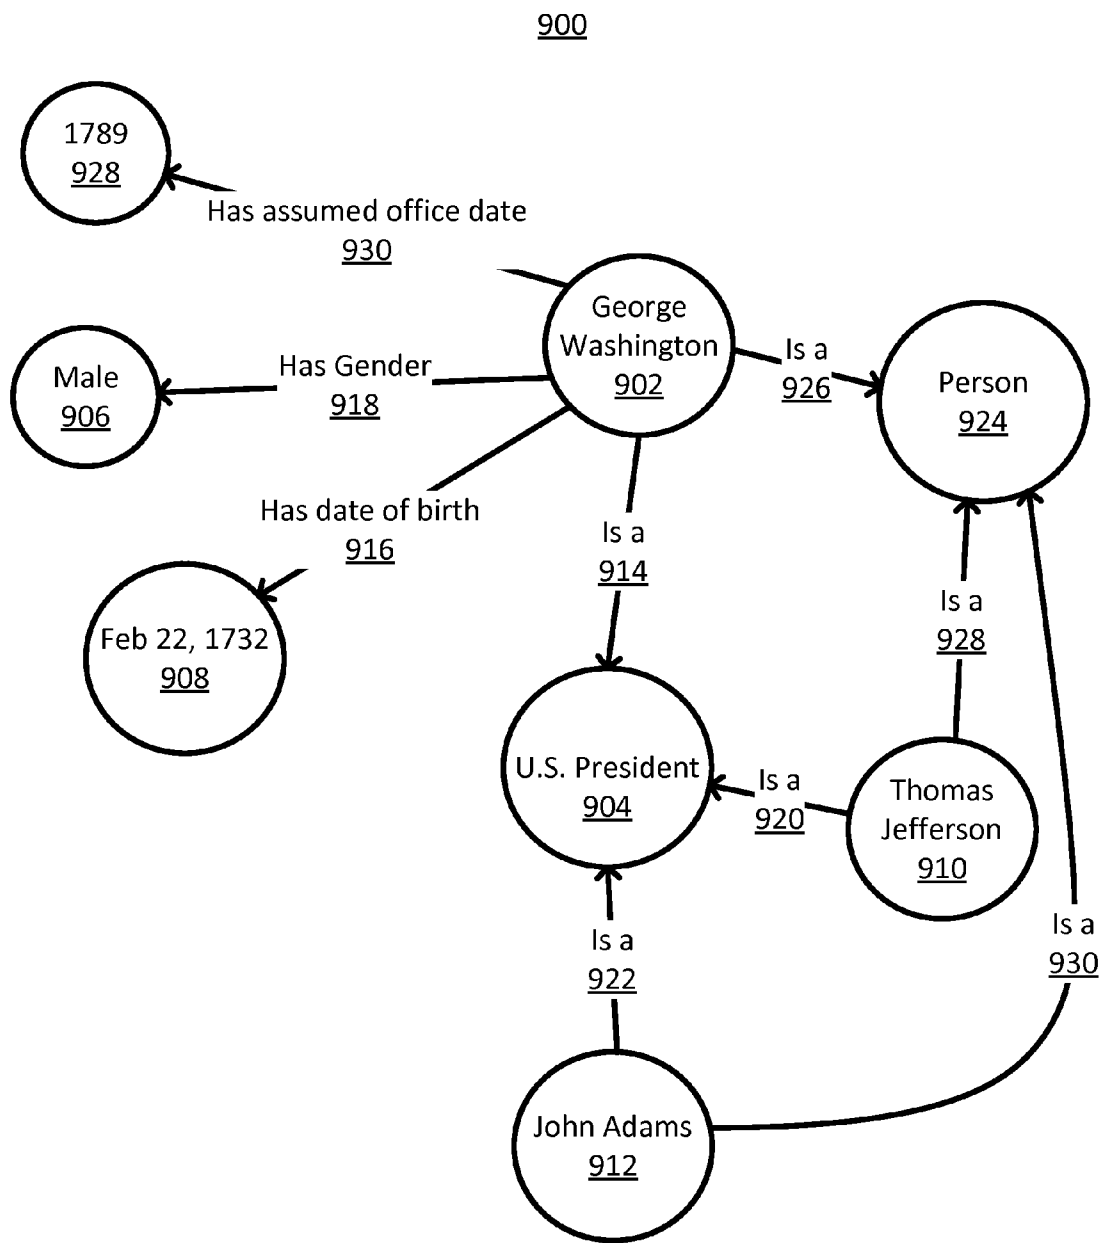 900
1789
928
Has assumed office date
930
George
Washington
902
Is a
926
Person
924
Male
906
Has Gender
918
Has date of birth
916
Is a
914
Feb 22, 1732
908
Is a
928
U.S. President
904
Is a
920
Thomas
Jefferson
910
Is a
922
Is a
930
John Adams
912